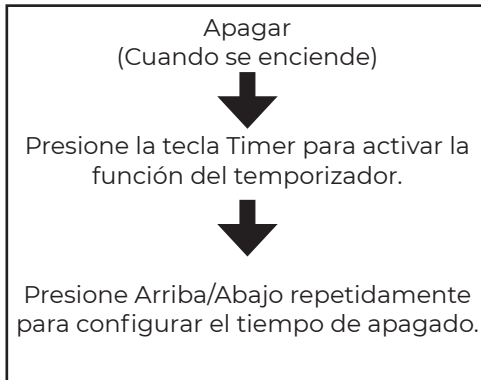 Apagar
(Cuando se enciende)
Presione la tecla Timer para activar la
función del temporizador.
Presione Arriba/Abajo repetidamente
para configurar el tiempo de apagado.